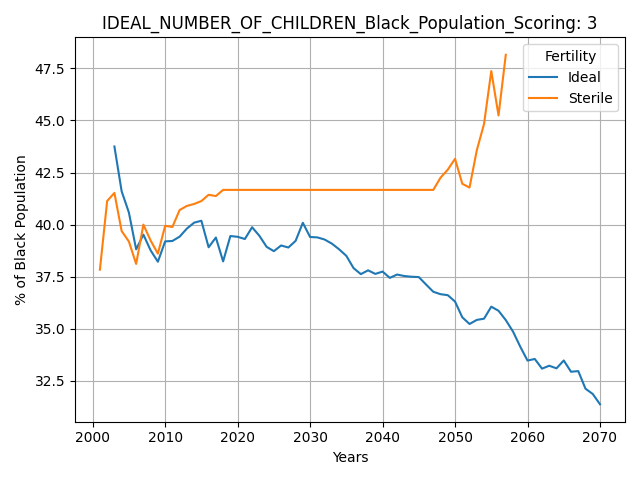 IDEAL_NUMBER_OF_CHILDREN_Black_Population_Scoring: 3
Fertility
Ideal
Sterile
% of Black Population
47.5
45.0
42.5
40.0
37.5
35.0
32.5
2000
2010
2020
2030
2040
2050
2060
2070
Years